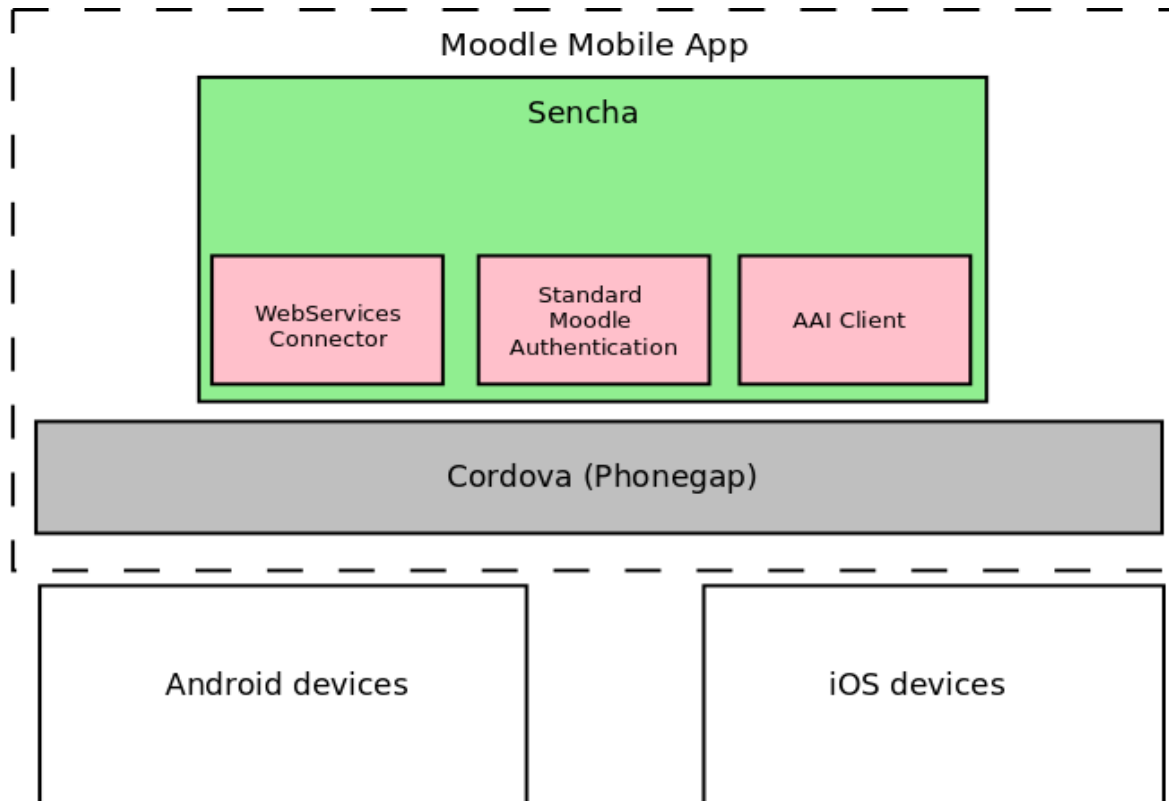 Moodle Mobile App
Sencha
WebServices
Connector
Standard
Moodle
Authentication
AAI Client
Cordova (Phonegap)
Android devices
iOS devices